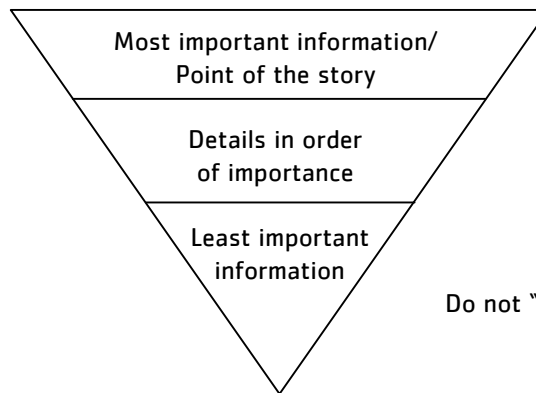 Most important information/
Point of the story
Details in order
of importance
Least important
information
Do not “